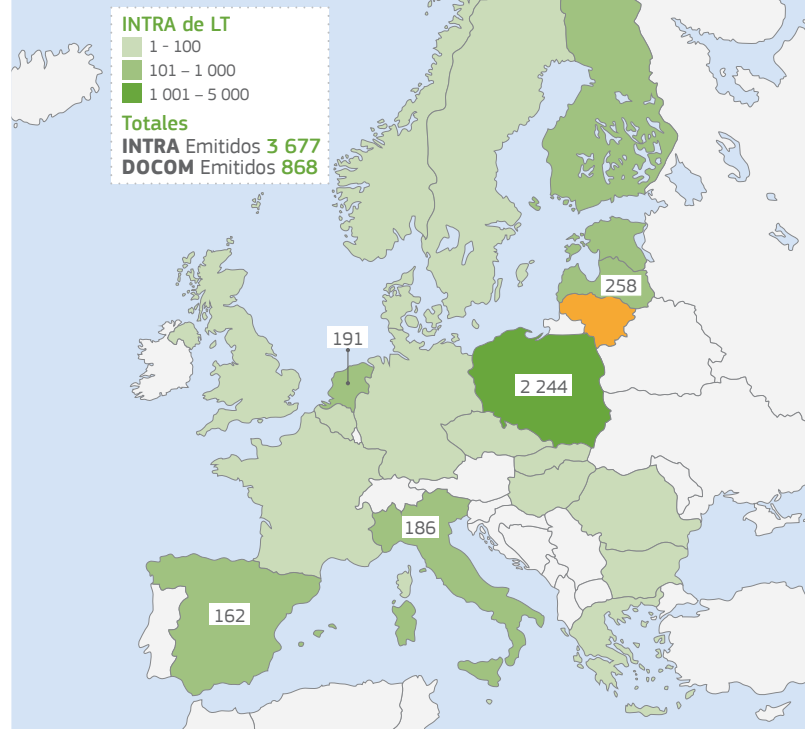 INTRA de LT
1 - 100
101 – 1 000
1 001 – 5 000
Totales
INTRA Emitidos 3 677
DOCOM Emitidos 868
258
191
2 244
186
162